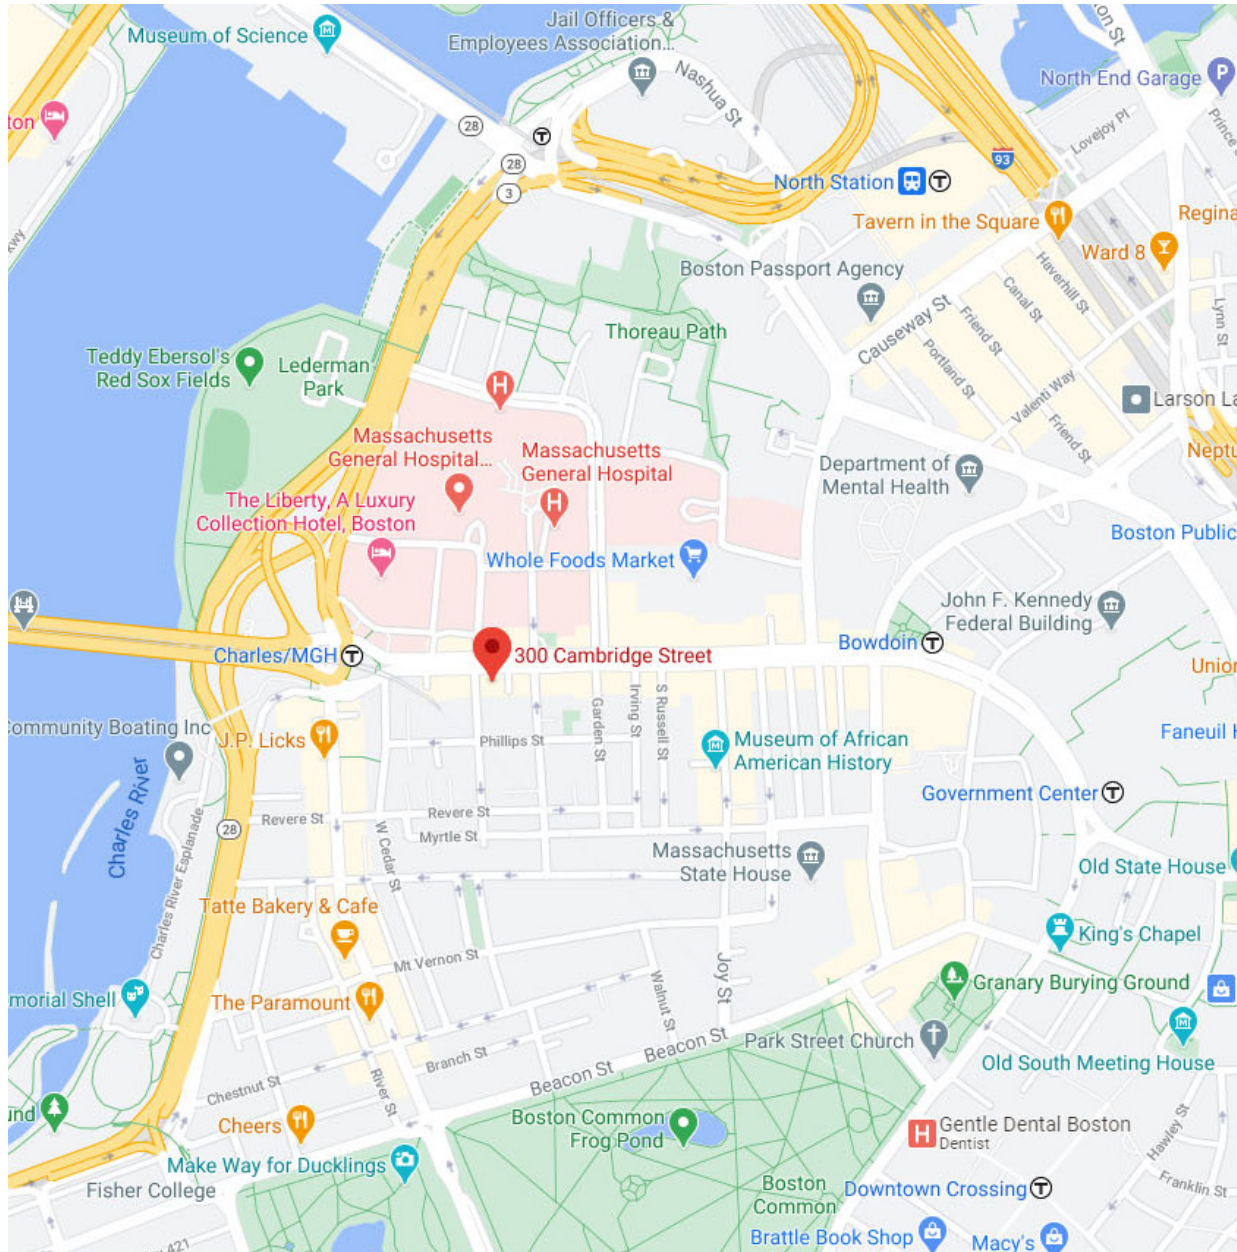 Jail Officers &
Employees Association...
Museum of Science
Nashua St
North End Garage
P
Prince
Lovejoy Pl
ton
28
T
93
28
3
North Station
T
Tavern in the Square
Regina
Ward 8
Boston Passport Agency
Haverhill St
Canal St
Friend St
Portland St
Causeway St
Lynn St
Thoreau Path
Teddy Ebersol's
Red Sox Fields
Lederman
Park
Valenti Way
Friend St
Larson La
H
Massachusetts
General Hospital...
Massachusetts
General Hospital
H
Department of
Mental Health
Neptu
The Liberty, A Luxury
Collection Hotel, Boston
Whole Foods Market
Boston Public
John F. Kennedy
Federal Building
Charles/MGH
T
300 Cambridge Street
Bowdoin
T
Union
Community Boating Inc
J.P. Licks
Phillips St
Garden St
Irving St
S Russell St
Museum of African
American History
Faneuil H
Charles River
Government Center
T
28
Revere St
Revere St
Myrtle St
W Cedar St
Charles River Esplanade
Massachusetts
State House
Old State House
Tatte Bakery & Cafe
King's Chapel
Mt Vernon St
Walnut St
Joy St
Granary Burying Ground
morial Shell
The Paramount
Park Street Church
Old South Meeting House
Branch St
Beacon St
Beacon St
Chestnut St
River St
und
Cheers
Boston Common
Frog Pond
H
Gentle Dental Boston
Dentist
Hawley St
Franklin St
Make Way for Ducklings
Fisher College
Boston
Common
Downtown Crossing
T
Brattle Book Shop
Macy's
421